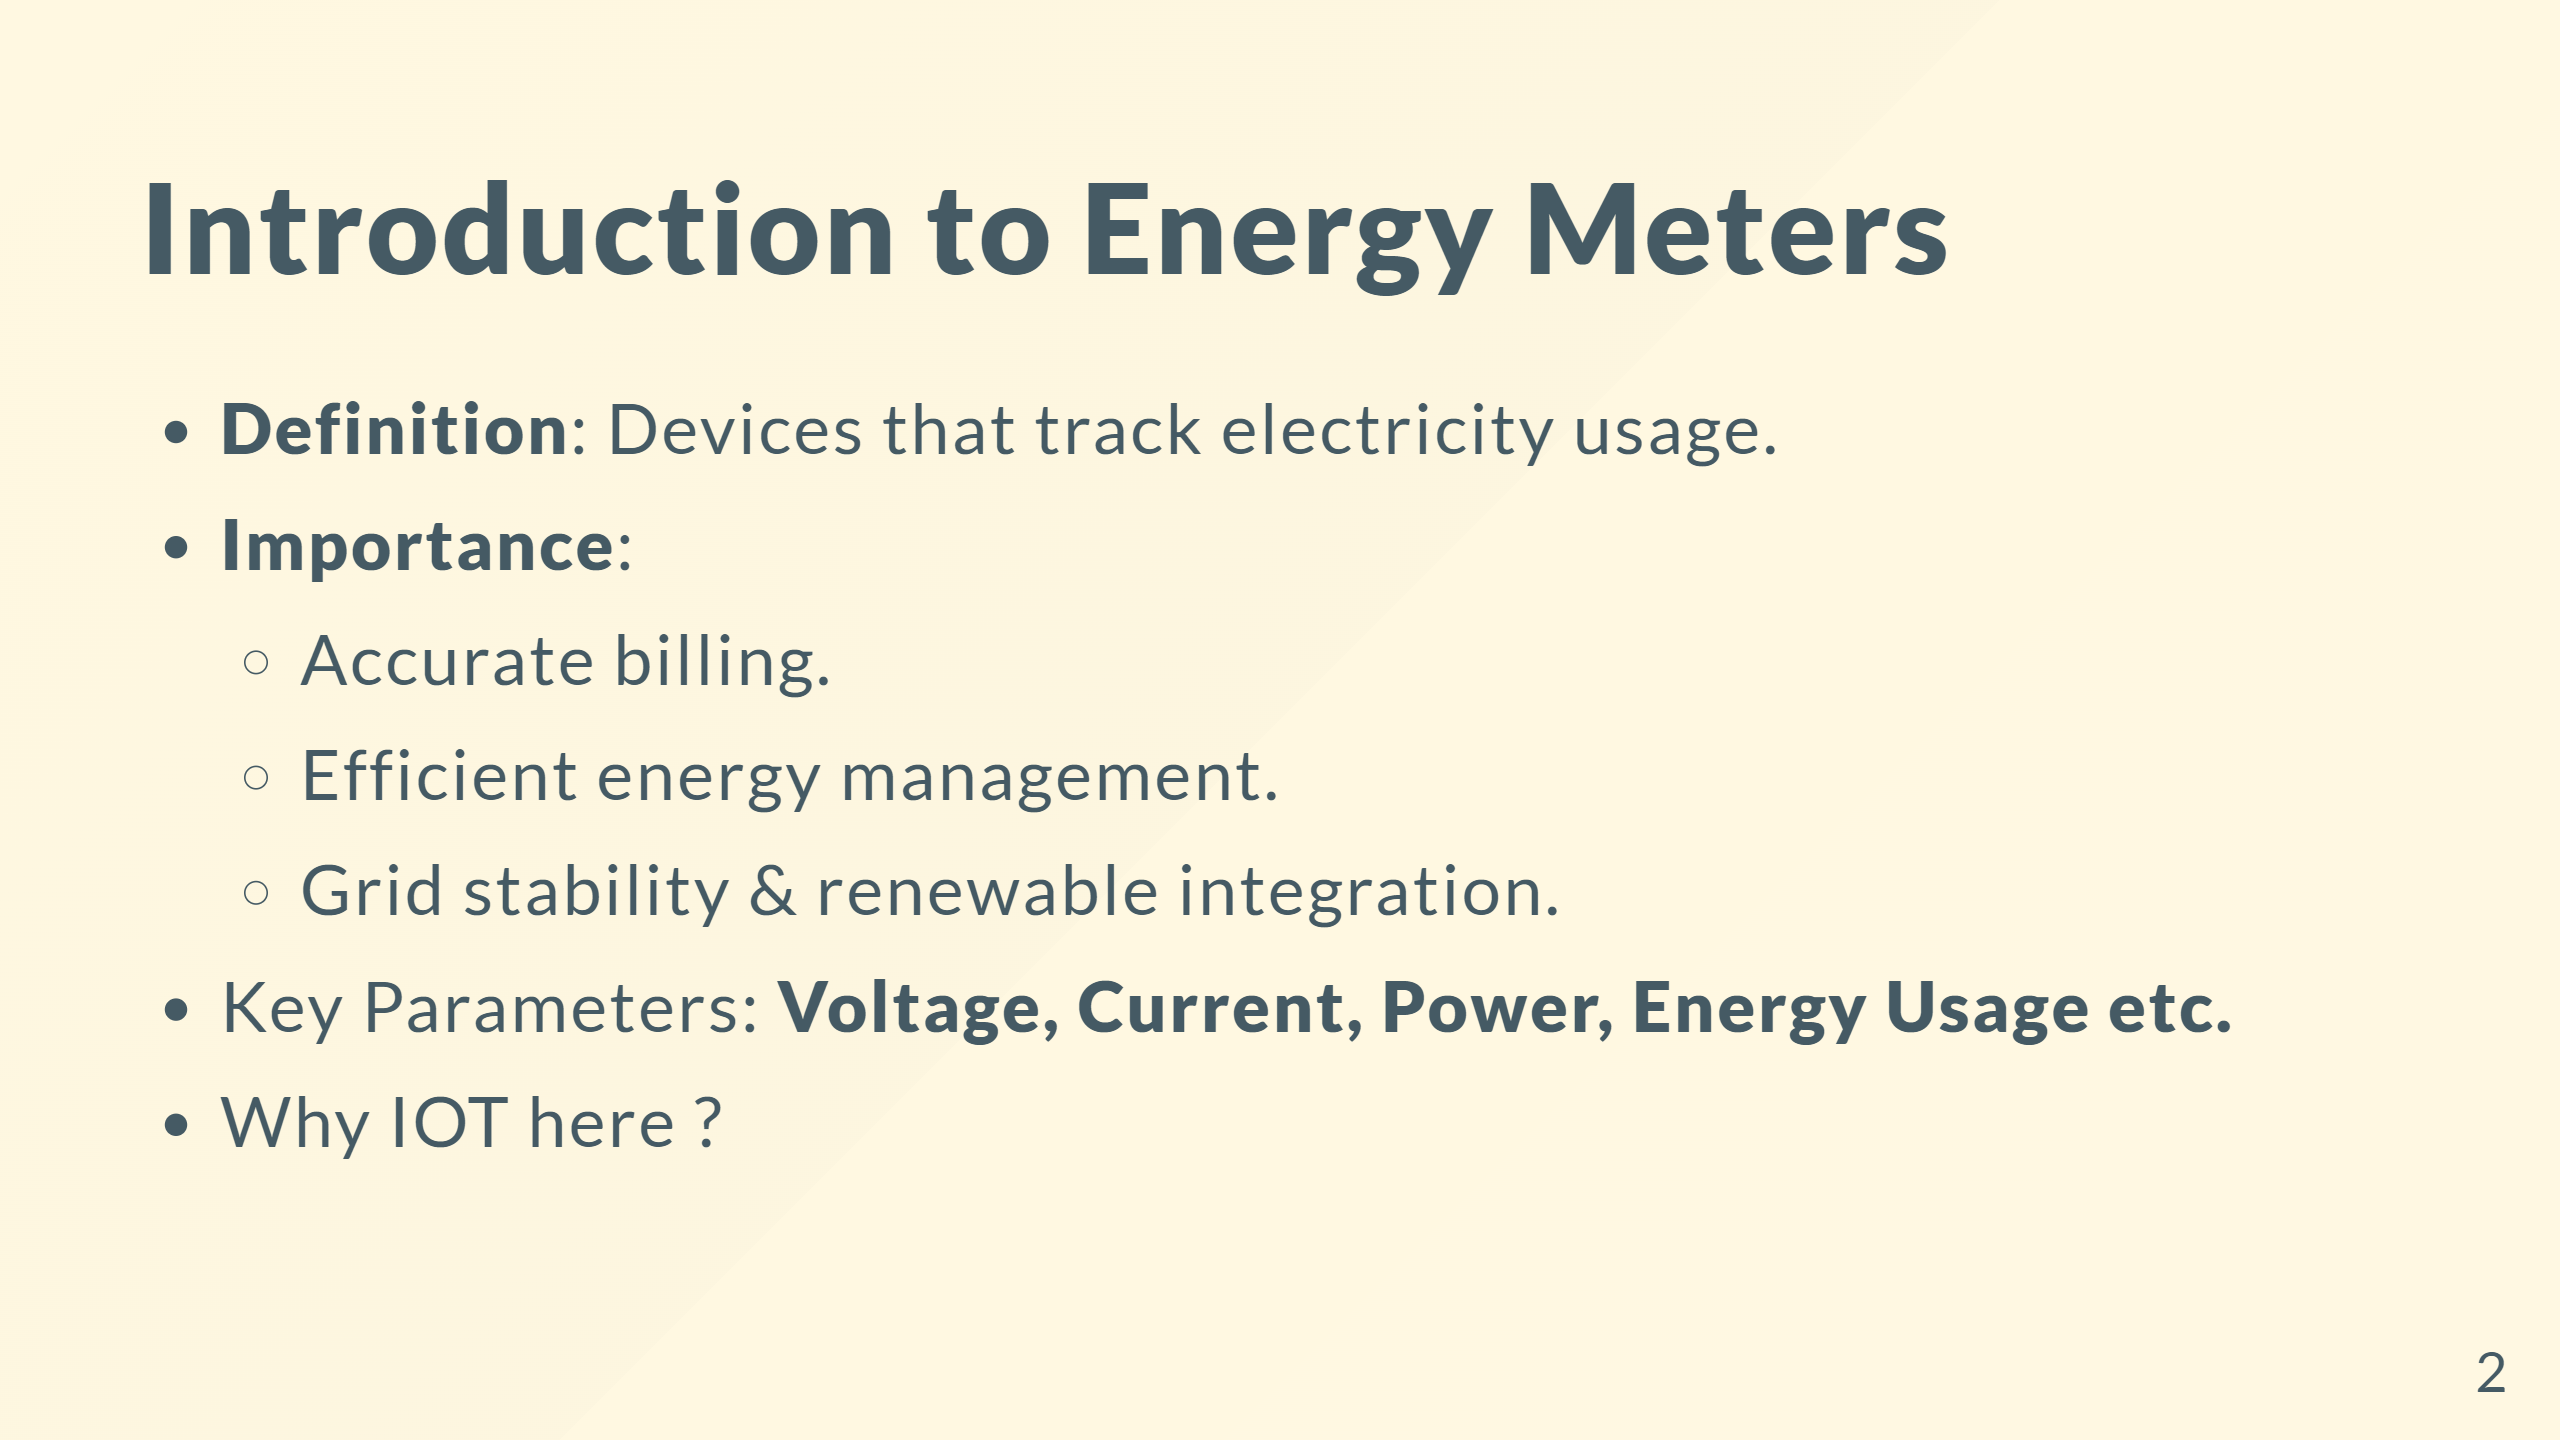 Introduction to Energy Meters
• Definition: Devices that track electricity usage.
• Importance:
○ Accurate billing.
○ Efficient energy management.
○ Grid stability & renewable integration.
• Key Parameters: Voltage, Current, Power, Energy Usage etc.
• Why IOT here ?
2